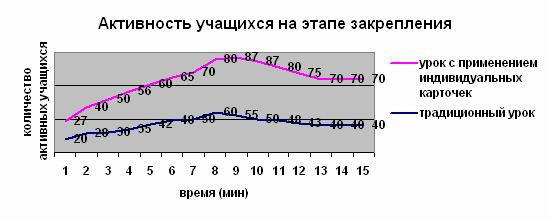 Активность учащихся на этапе закрепления
количество
активных учащихся
27 40 50 56 60 65 70 80 87 87 80 75 70 70 70
20 28 30 35 42 48 50 60 55 50 48 43 40 40 40
1 2 3 4 5 6 7 8 9 10 11 12 13 14 15
время (мин)
урок с применением
индивидуальных
карточек
традиционный урок